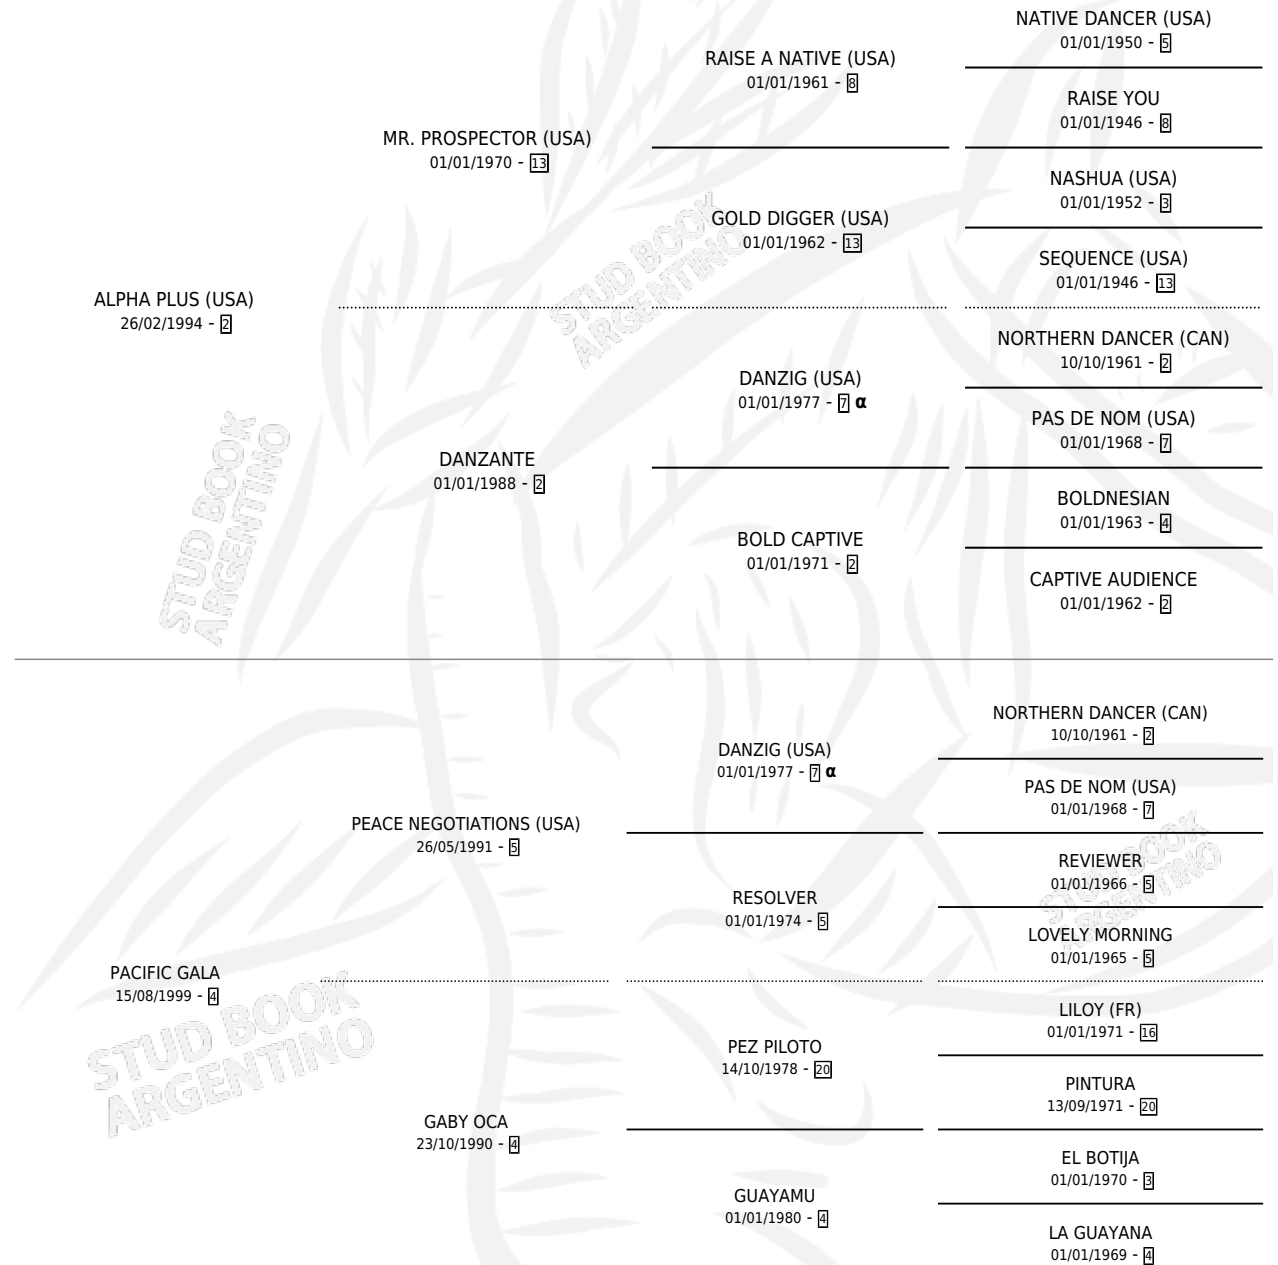 NATIVE DANCER (USA)
01/01/1950 - 5
RAISE A NATIVE (USA)
01/01/1961 - 8
RAISE YOU
01/01/1946 - 8
MR. PROSPECTOR (USA)
01/01/1970 - 13
NASHUA (USA)
01/01/1952 - 3
GOLD DIGGER (USA)
01/01/1962 - 13
SEQUENCE (USA)
01/01/1946 - 13
STUD BOOK
ARGENTINO
ALPHA PLUS (USA)
26/02/1994 - 2
NORTHERN DANCER (CAN)
10/10/1961 - 2
DANZIG (USA)
01/01/1977 - 7 α
PAS DE NOM (USA)
01/01/1968 - 7
DANZANTE
01/01/1988 - 2
BOLDNESIAN
01/01/1963 - 4
BOLD CAPTIVE
01/01/1971 - 2
CAPTIVE AUDIENCE
01/01/1962 - 2
STUD BOOK
ARGENTINO
NORTHERN DANCER (CAN)
10/10/1961 - 2
DANZIG (USA)
01/01/1977 - 7 α
PAS DE NOM (USA)
01/01/1968 - 7
PEACE NEGOTIATIONS (USA)
26/05/1991 - 5
REVIEWER
01/01/1966 - 5
RESOLVER
01/01/1974 - 5
LOVELY MORNING
01/01/1965 - 5
STUD BOOK
ARGENTINO
PACIFIC GALA
15/08/1999 - 4
STUD BOOK
ARGENTINO
LILOY (FR)
01/01/1971 - 16
PEZ PILOTO
14/10/1978 - 20
PINTURA
13/09/1971 - 20
GABY OCA
23/10/1990 - 4
EL BOTIJA
01/01/1970 - 3
GUAYAMU
01/01/1980 - 4
LA GUAYANA
01/01/1969 - 4